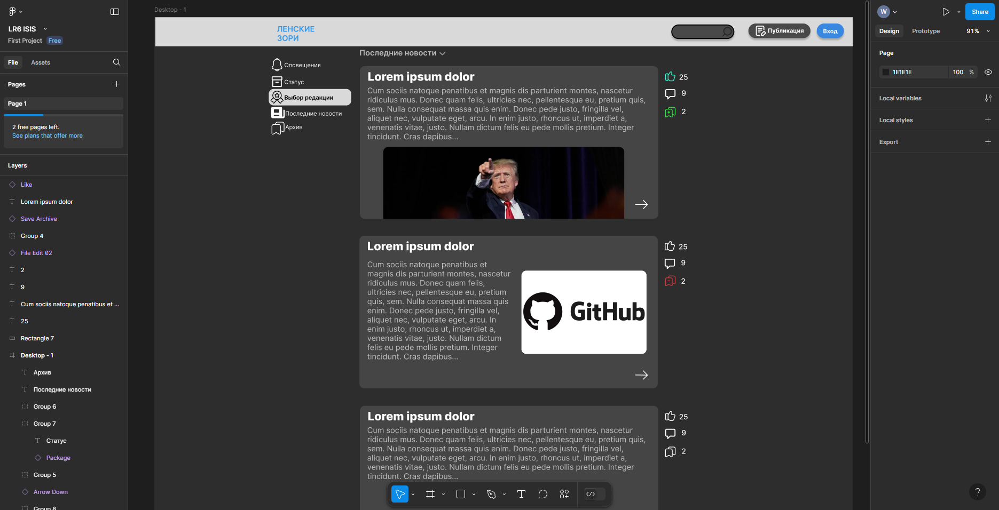 LR6 ISIS
First Project Free
File Assets
Pages
Page 1
2 free pages left.
See plans that offer more
Layers
Like
Lorem ipsum dolor
Save Archive
Group 4
File Edit 02
2
9
Cum sociis natoque penatibus et ...
25
Rectangle 7
Desktop - 1
Архив
Последние новости
Group 6
Group 7
Статус
Package
Group 5
Arrow Down
Group 8
Desktop - 1
ЛЕНСКИЕ
ЗОРИ
Публикация
Вход
Оповещения
Статус
Выбор редакции
Последние новости
Архив
Последние новости
Lorem ipsum dolor
Cum sociis natoque penatibus et magnis dis parturient montes, nascetur
ridiculus mus. Donec quam felis, ultricies nec, pellentesque eu, pretium quis,
sem. Nulla consequat massa quis enim. Donec pede justo, fringilla vel,
aliquet nec, vulputate eget, arcu. In enim justo, rhoncus ut, imperdiet a,
venenatis vitae, justo. Nullam dictum felis eu pede mollis pretium. Integer
tincidunt. Cras dapibus...
25
9
2
Lorem ipsum dolor
Cum sociis natoque penatibus et
magnis dis parturient montes, nascetur
ridiculus mus. Donec quam felis,
ultricies nec, pellentesque eu, pretium
quis, sem. Nulla consequat massa quis
enim. Donec pede justo, fringilla vel,
aliquet nec, vulputate eget, arcu. In
enim justo, rhoncus ut, imperdiet a,
venenatis vitae, justo. Nullam dictum
felis eu pede mollis pretium. Integer
tincidunt. Cras dapibus...
GitHub
25
9
2
Lorem ipsum dolor
Cum sociis natoque penatibus et magnis dis parturient montes, nascetur
ridiculus mus. Donec quam felis, ultricies nec, pellentesque eu, pretium quis,
sem. Nulla consequat massa quis enim. Donec pede justo, fringilla vel,
aliquet nec, vulputate eget, arcu. In enim justo, rhoncus ut, imperdiet a,
venenatis vitae, justo. Nullam dictum felis eu pede mollis pretium. Integer
tincidunt. Cras dapibus...
25
9
2
W
Share
Design Prototype 91%
Page
1E1E1E 100 %
Local variables
Local styles
Export
?